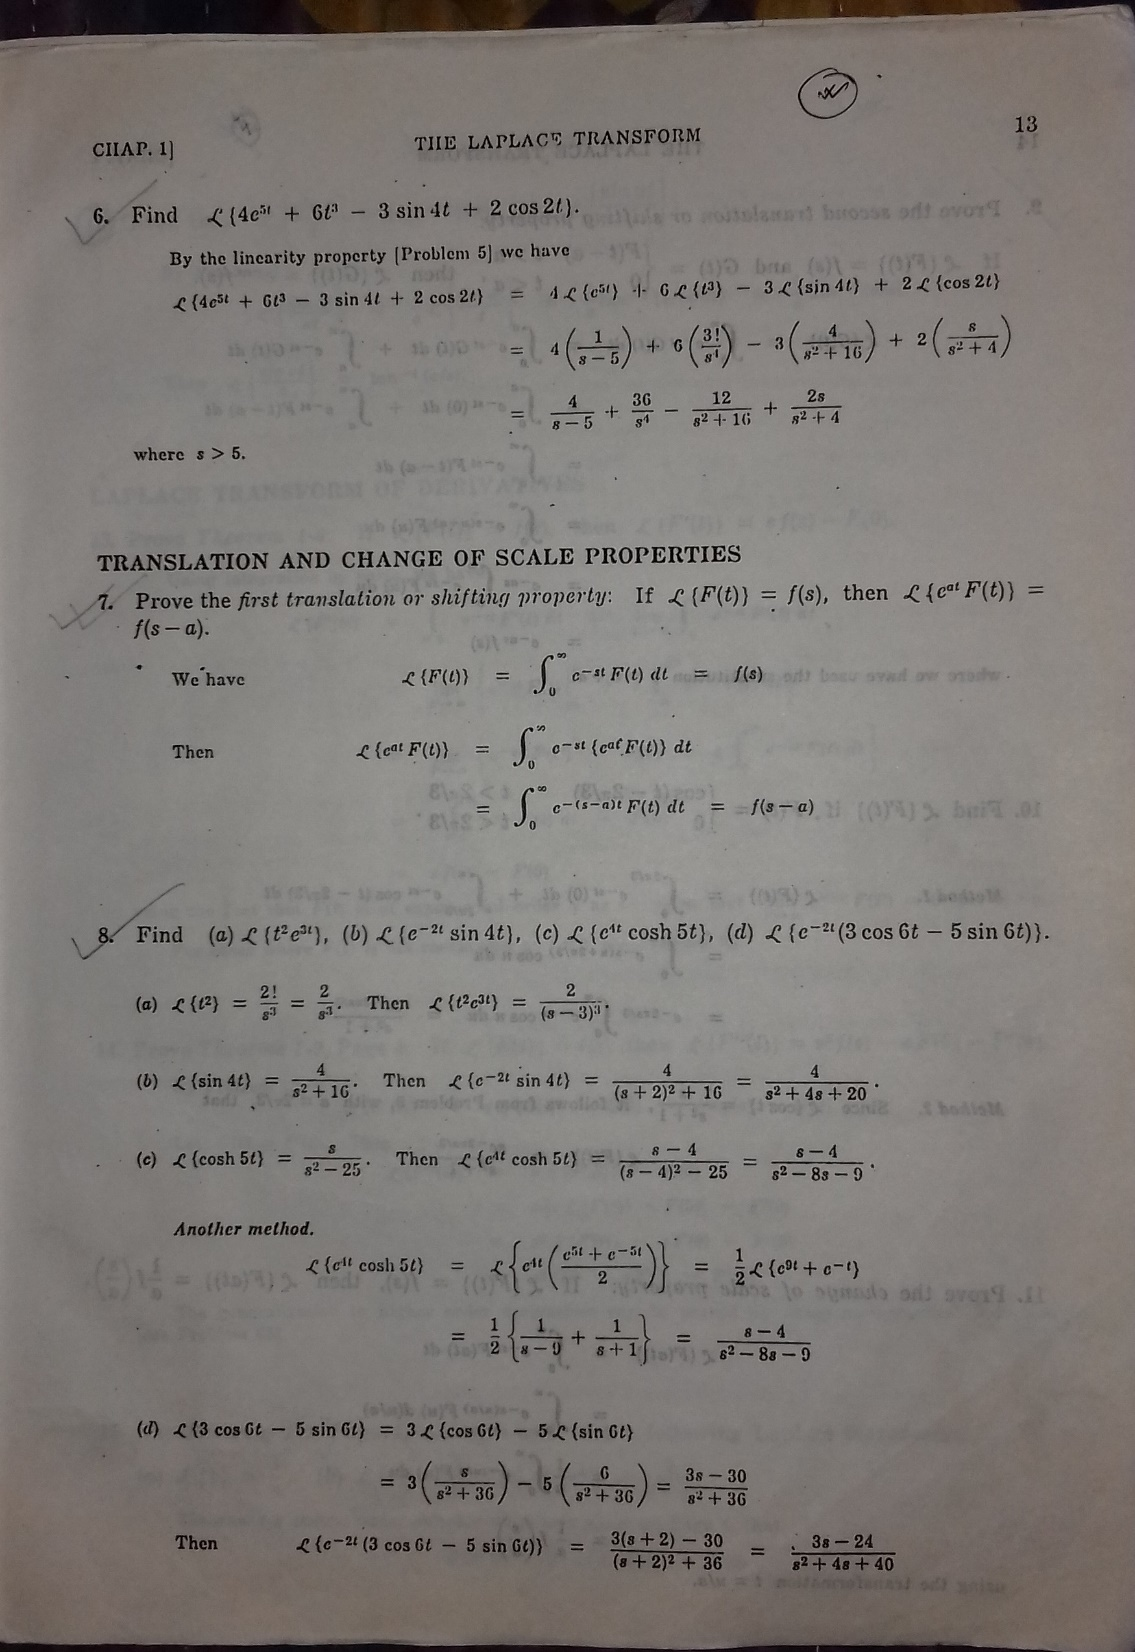 CHAP. 1]
THE LAPLACE TRANSFORM
13
6. Find ℒ{4e^{5t} + 6t³ − 3 sin 4t + 2 cos 2t}.
By the linearity property [Problem 5] we have
ℒ{4e^{5t} + 6t³ − 3 sin 4t + 2 cos 2t} = 4ℒ{e^{5t}} + 6ℒ{t³} − 3ℒ{sin 4t} + 2ℒ{cos 2t}
= 4(1/(s − 5)) + 6(3!/s⁴) − 3(4/(s² + 16)) + 2(s/(s² + 4))
= 4/(s − 5) + 36/s⁴ − 12/(s² + 16) + 2s/(s² + 4)
where s > 5.
TRANSLATION AND CHANGE OF SCALE PROPERTIES
7. Prove the first translation or shifting property: If ℒ{F(t)} = f(s), then ℒ{e^{at} F(t)} =
f(s − a).
We have ℒ{F(t)} = ∫₀^∞ e^{−st} F(t) dt = f(s)
Then ℒ{e^{at} F(t)} = ∫₀^∞ e^{−st} {e^{at} F(t)} dt
= ∫₀^∞ e^{−(s−a)t} F(t) dt = f(s − a)
8. Find (a) ℒ{t²e^{3t}}, (b) ℒ{e^{−2t} sin 4t}, (c) ℒ{e^{4t} cosh 5t}, (d) ℒ{e^{−2t}(3 cos 6t − 5 sin 6t)}.
(a) ℒ{t²} = 2!/s³ = 2/s³. Then ℒ{t²e^{3t}} = 2/(s − 3)³.
(b) ℒ{sin 4t} = 4/(s² + 16). Then ℒ{e^{−2t} sin 4t} = 4/((s + 2)² + 16) = 4/(s² + 4s + 20).
(c) ℒ{cosh 5t} = s/(s² − 25). Then ℒ{e^{4t} cosh 5t} = (s − 4)/((s − 4)² − 25) = (s − 4)/(s² − 8s − 9).
Another method.
ℒ{e^{4t} cosh 5t} = ℒ{e^{4t}((e^{5t} + e^{−5t})/2)} = 1/2 ℒ{e^{9t} + e^{−t}}
= 1/2 {1/(s − 9) + 1/(s + 1)} = (s − 4)/(s² − 8s − 9)
(d) ℒ{3 cos 6t − 5 sin 6t} = 3ℒ{cos 6t} − 5ℒ{sin 6t}
= 3(s/(s² + 36)) − 5(6/(s² + 36)) = (3s − 30)/(s² + 36)
Then ℒ{e^{−2t}(3 cos 6t − 5 sin 6t)} = (3(s + 2) − 30)/((s + 2)² + 36) = (3s − 24)/(s² + 4s + 40)